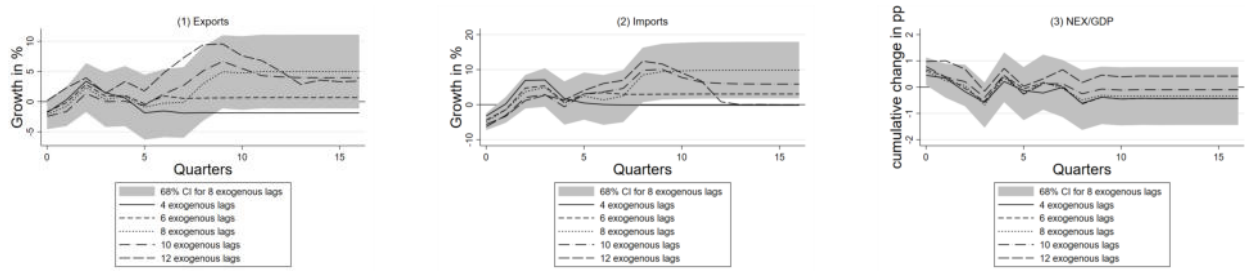 (1) Exports
Growth in %
10
5
0
-5
0
5
10
15
Quarters
68% CI for 8 exogenous lags
4 exogenous lags
6 exogenous lags
8 exogenous lags
10 exogenous lags
12 exogenous lags
(2) Imports
Growth in %
20
10
0
-10
0
5
10
15
Quarters
68% CI for 8 exogenous lags
4 exogenous lags
6 exogenous lags
8 exogenous lags
10 exogenous lags
12 exogenous lags
(3) NEX/GDP
cumulative change in pp
2
1
0
-1
-2
0
5
10
15
Quarters
68% CI for 8 exogenous lags
4 exogenous lags
6 exogenous lags
8 exogenous lags
10 exogenous lags
12 exogenous lags